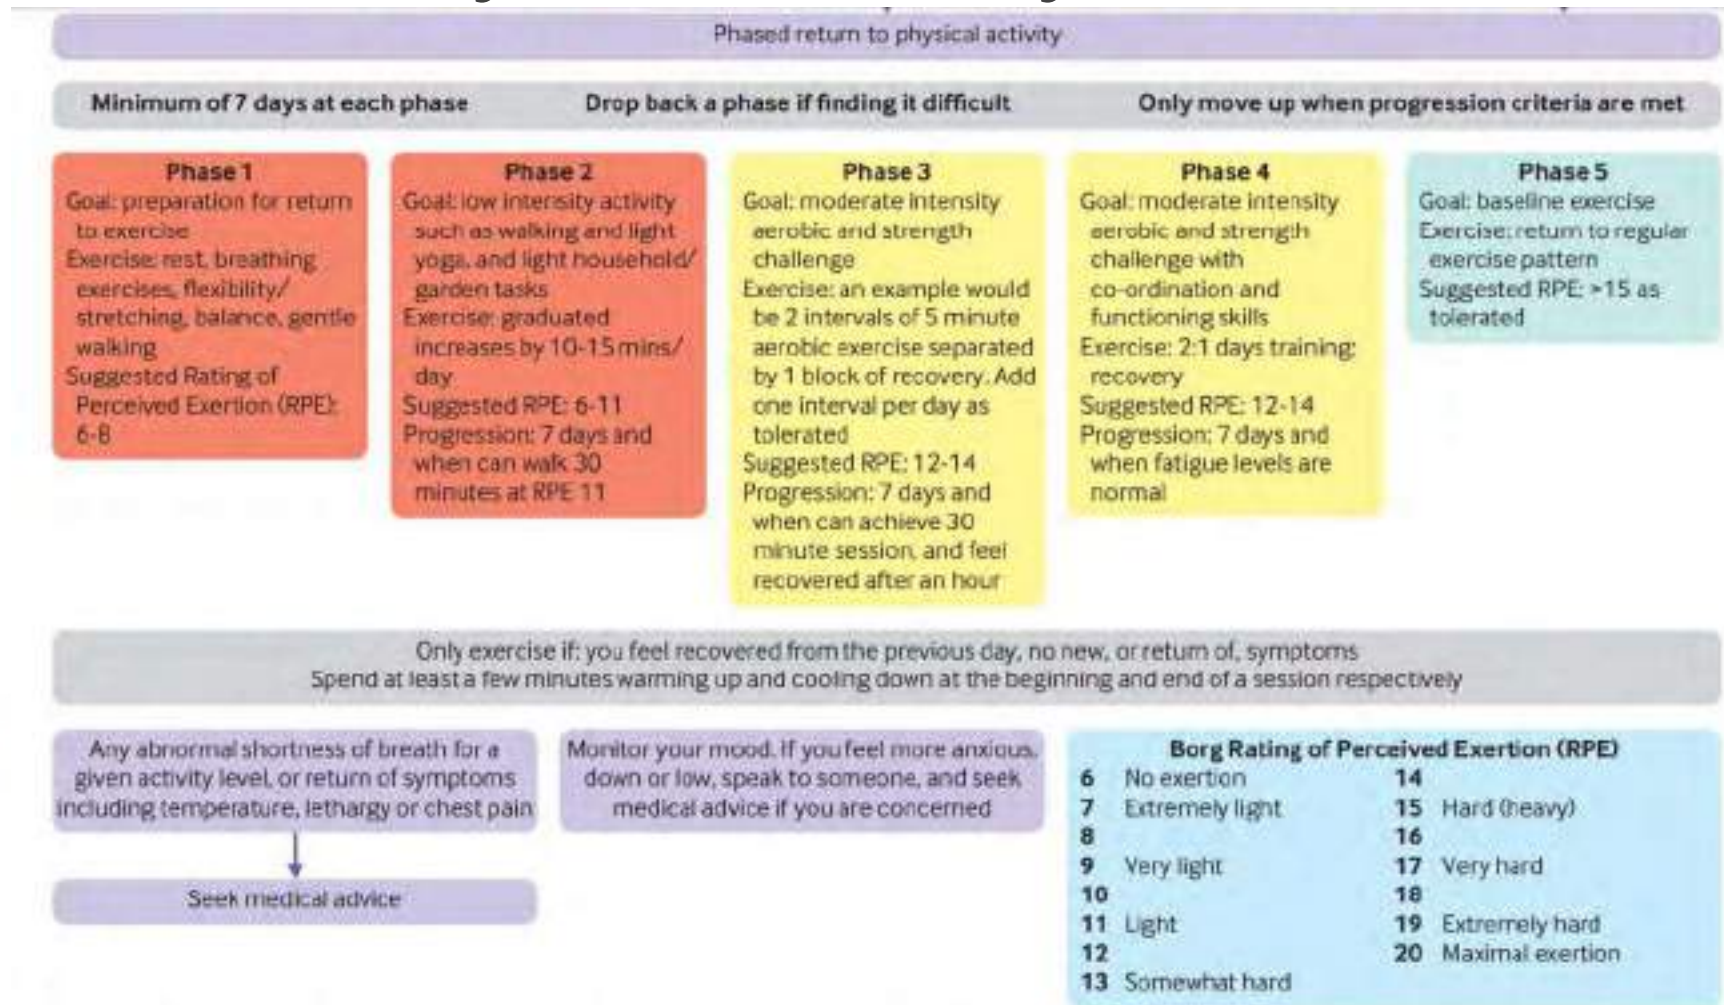 Phased return to physical activity
Minimum of 7 days at each phase
Drop back a phase if finding it difficult
Only move up when progression criteria are met
Phase 1
Goal: preparation for return
to exercise
Exercise: rest, breathing
exercises, flexibility/
stretching, balance, gentle
walking
Suggested Rating of
Perceived Exertion (RPE):
6-8
Phase 2
Goal: low intensity activity
such as walking and light
yoga, and light household/
garden tasks
Exercise: graduated
increases by 10-15 mins/
day
Suggested RPE: 6-11
Progression: 7 days and
when can walk 30
minutes at RPE 11
Phase 3
Goal: moderate intensity
aerobic and strength
challenge
Exercise: an example would
be 2 intervals of 5 minute
aerobic exercise separated
by 1 block of recovery. Add
one interval per day as
tolerated
Suggested RPE: 12-14
Progression: 7 days and
when can achieve 30
minute session, and feel
recovered after an hour
Phase 4
Goal: moderate intensity
aerobic and strength
challenge with
co-ordination and
functioning skills
Exercise: 2:1 days training:
recovery
Suggested RPE: 12-14
Progression: 7 days and
when fatigue levels are
normal
Phase 5
Goal: baseline exercise
Exercise: return to regular
exercise pattern
Suggested RPE: >15 as
tolerated
Only exercise if: you feel recovered from the previous day, no new, or return of, symptoms
Spend at least a few minutes warming up and cooling down at the beginning and end of a session respectively
Any abnormal shortness of breath for a
given activity level, or return of symptoms
including temperature, lethargy or chest pain
Seek medical advice
Monitor your mood. If you feel more anxious,
down or low, speak to someone, and seek
medical advice if you are concerned
Borg Rating of Perceived Exertion (RPE)
6 No exertion
7 Extremely light
8
9 Very light
10
11 Light
12
13 Somewhat hard
14
15 Hard (heavy)
16
17 Very hard
18
19 Extremely hard
20 Maximal exertion